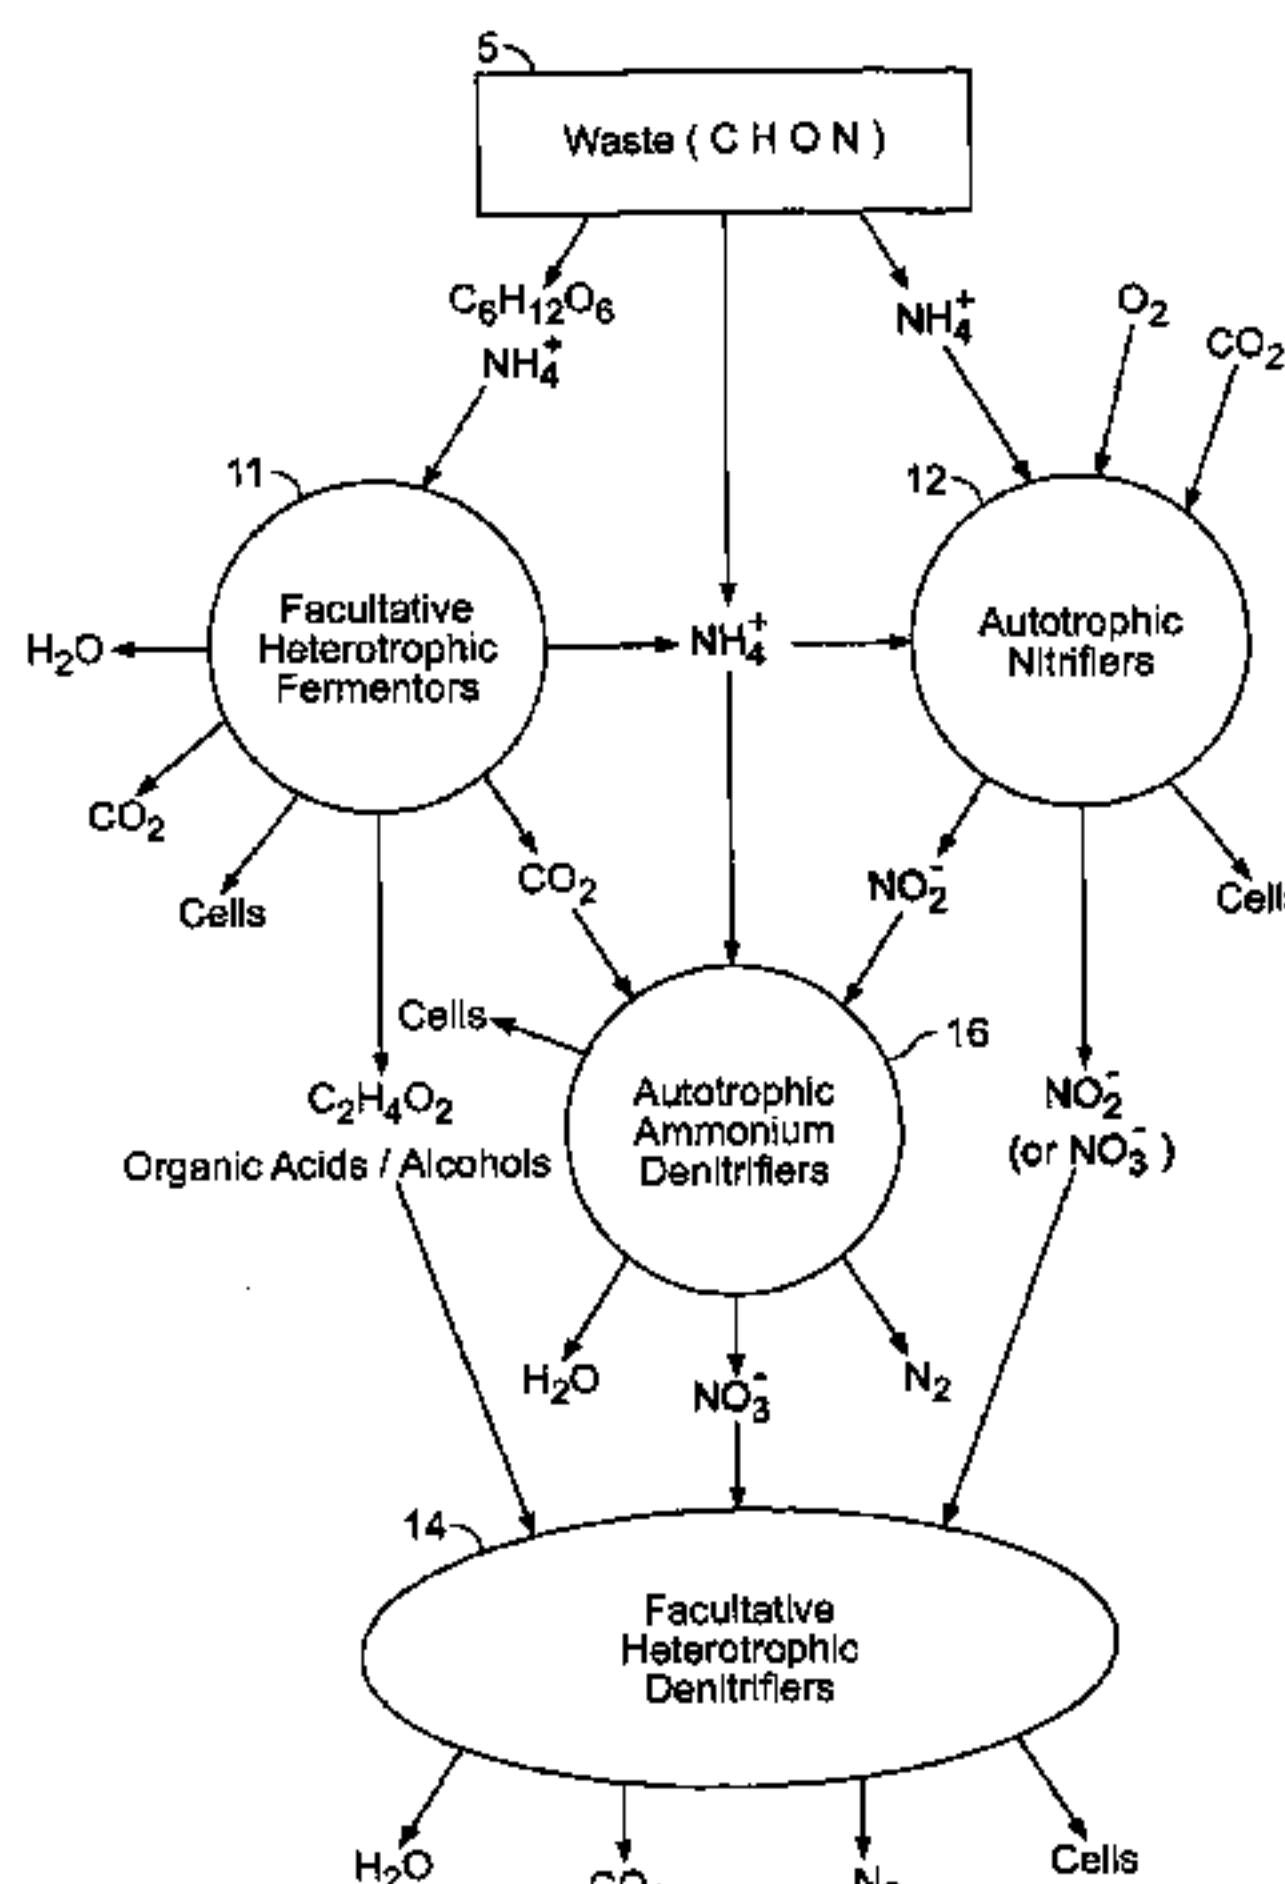 5
Waste ( C H O N )
C₆H₁₂O₆
NH₄⁺
NH₄⁺
O₂
CO₂
11
12
Facultative
Heterotrophic
Fermentors
H₂O
NH₄⁺
Autotrophic
Nitrifiers
CO₂
Cells
CO₂
NO₂⁻
Cells
16
C₂H₄O₂
Organic Acids / Alcohols
Autotrophic
Ammonium
Denitrifiers
NO₂⁻
(or NO₃⁻)
H₂O
NO₃⁻
N₂
14
Facultative
Heterotrophic
Denitrifiers
H₂O
Cells